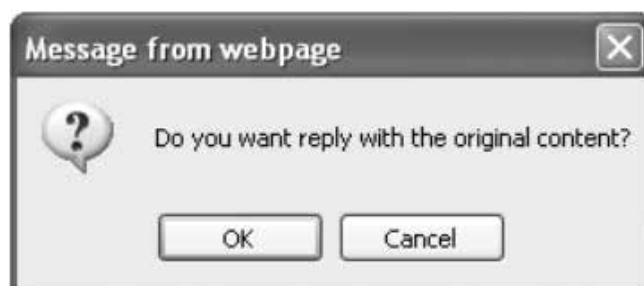 Message from webpage
Do you want reply with the original content?
OK Cancel